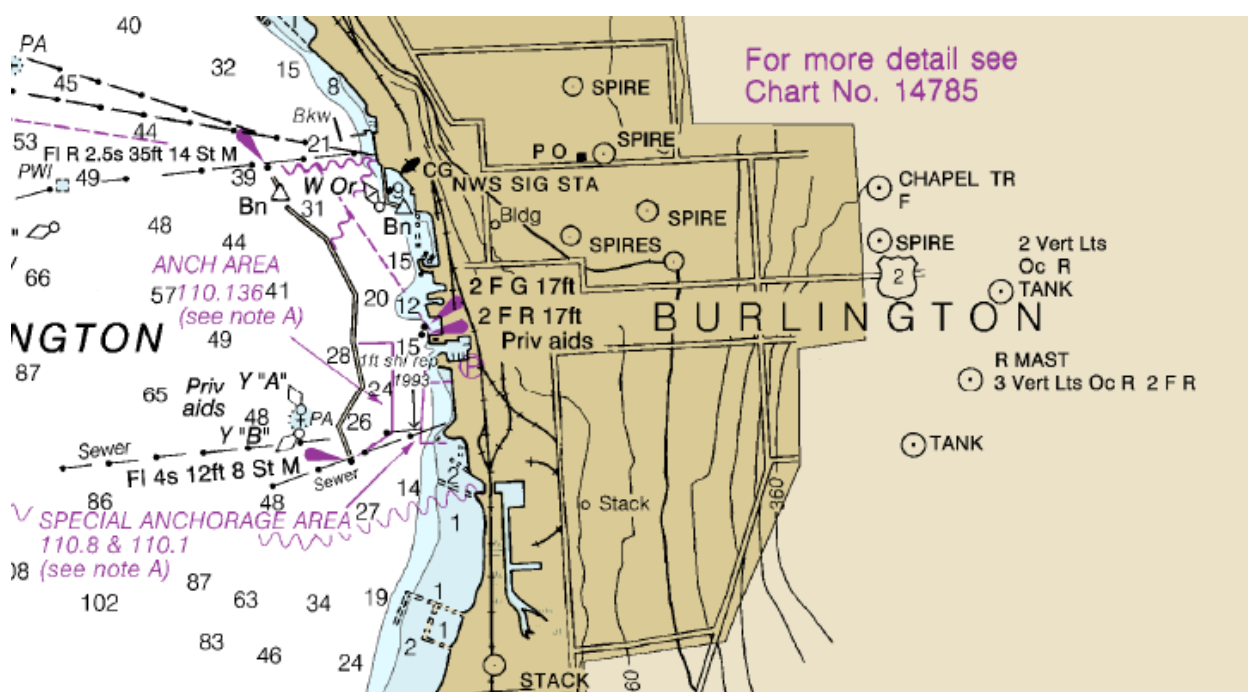 40
PA
15
32
8
45
For more detail see
Chart No. 14785
SPIRE
Bkw
44
53
21
SPIRE
P O
Fl R 2.5s 35ft 14 St M
PWI
49
39
CG
NWS SIG STA
W Or
9
CHAPEL TR
F
Bn
31
Bn
Bldg
SPIRE
48
44
SPIRES
SPIRE
2 Vert Lts
Oc R
TANK
66
15
2
ANCH AREA
110.136
(see note A)
57
41
20
12
2 F G 17ft
2 F R 17ft
Priv aids
BURLINGTON
NGTON
49
28
15
1ft shl rep
1993
R MAST
3 Vert Lts Oc R 2 F R
87
65
Priv
aids
Y "A"
24
48
PA
26
Y "B"
TANK
Sewer
Fl 4s 12ft 8 St M
Sewer
2
86
48
14
27
1
Stack
360
SPECIAL ANCHORAGE AREA
110.8 & 110.1
(see note A)
08
87
102
63
34
19
1
1
83
46
24
2
STACK
60